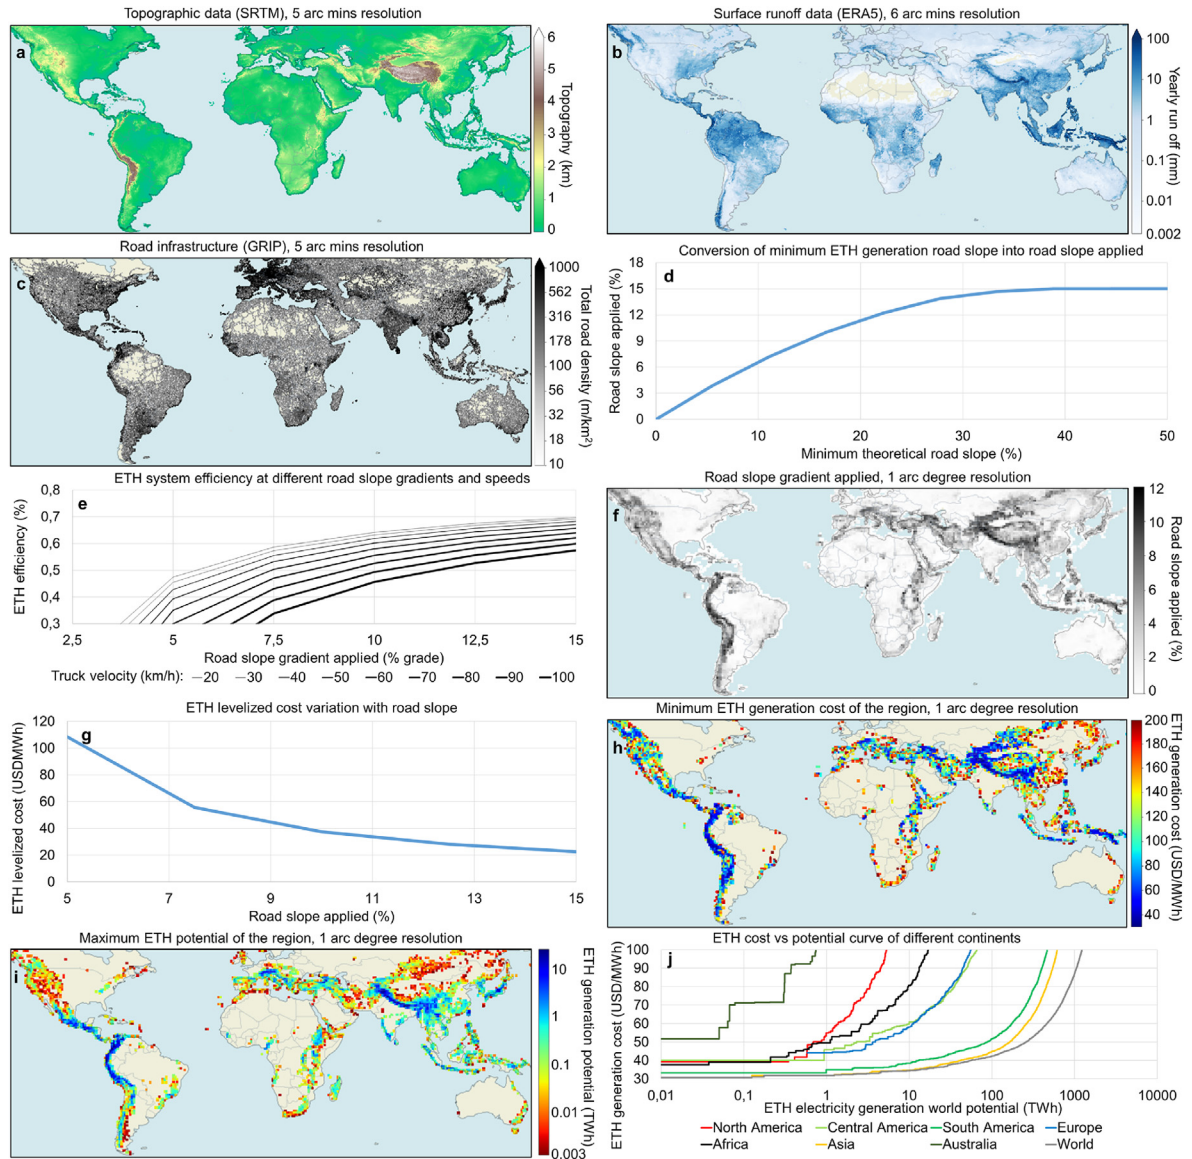 Topographic data (SRTM), 5 arc mins resolution
a
6
5
4
3
2
1
0
Topography (km)
Surface runoff data (ERA5), 6 arc mins resolution
b
100
10
1
0.1
0.01
0.002
Yearly run off (mm)
Road infrastructure (GRIP), 5 arc mins resolution
c
1000
562
316
178
100
56
32
18
10
Total road density (m/km²)
Conversion of minimum ETH generation road slope into road slope applied
d
18
15
12
9
6
3
0
Road slope applied (%)
0 10 20 30 40 50
Minimum theoretical road slope (%)
ETH system efficiency at different road slope gradients and speeds
e
0,8
0,7
0,6
0,5
0,4
0,3
ETH efficiency (%)
2,5 5 7,5 10 12,5 15
Road slope gradient applied (% grade)
Truck velocity (km/h): 20 30 40 50 60 70 80 90 100
Road slope gradient applied, 1 arc degree resolution
f
12
10
8
6
4
2
0
Road slope applied (%)
ETH levelized cost variation with road slope
g
120
100
80
60
40
20
0
ETH levelized cost (USDMWh)
5 7 9 11 13 15
Road slope applied (%)
Minimum ETH generation cost of the region, 1 arc degree resolution
h
200
180
160
140
120
100
80
60
40
ETH generation cost (USD/MWh)
Maximum ETH potential of the region, 1 arc degree resolution
i
10
1
0.1
0.01
0.003
ETH generation potential (TWh)
ETH cost vs potential curve of different continents
j
100
90
80
70
60
50
40
30
ETH generation cost (USD/MWh)
0,01 0,1 1 10 100 1000 10000
ETH electricity generation world potential (TWh)
North America Central America South America Europe
Africa Asia Australia World